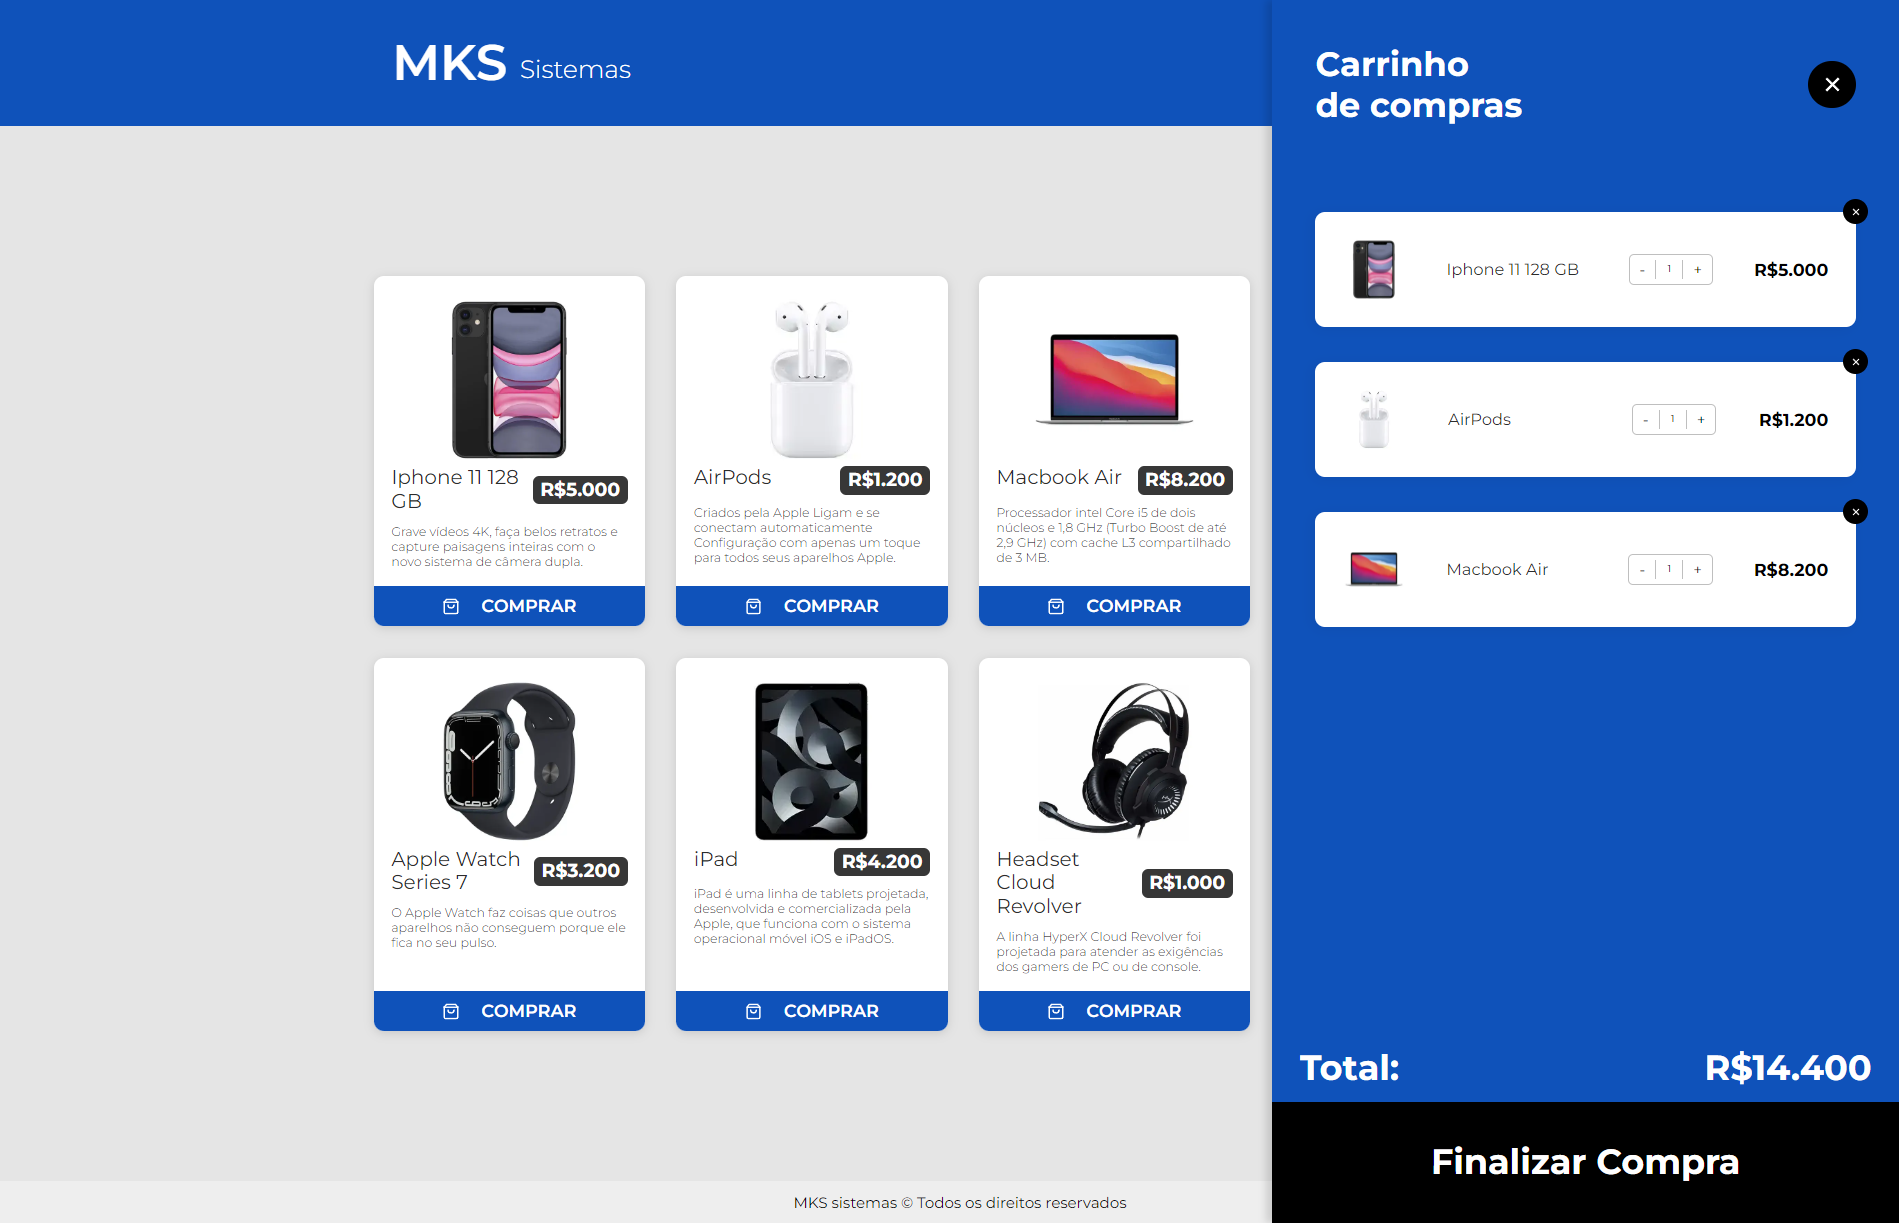 MKS Sistemas
Iphone 11 128
GB
R$5.000
Grave vídeos 4K, faça belos retratos e
capture paisagens inteiras com o
novo sistema de câmera dupla.
COMPRAR
AirPods
R$1.200
Criados pela Apple Ligam e se
conectam automaticamente
Configuração com apenas um toque
para todos seus aparelhos Apple.
COMPRAR
Macbook Air
R$8.200
Processador intel Core i5 de dois
núcleos e 1,8 GHz (Turbo Boost de até
2,9 GHz) com cache L3 compartilhado
de 3 MB.
COMPRAR
Apple Watch
Series 7
R$3.200
O Apple Watch faz coisas que outros
aparelhos não conseguem porque ele
fica no seu pulso.
COMPRAR
iPad
R$4.200
iPad é uma linha de tablets projetada,
desenvolvida e comercializada pela
Apple, que funciona com o sistema
operacional móvel iOS e iPadOS.
COMPRAR
Headset
Cloud
Revolver
R$1.000
A linha HyperX Cloud Revolver foi
projetada para atender as exigências
dos gamers de PC ou de console.
COMPRAR
MKS sistemas © Todos os direitos reservados
Carrinho
de compras
Iphone 11 128 GB - 1 + R$5.000
AirPods - 1 + R$1.200
Macbook Air - 1 + R$8.200
Total: R$14.400
Finalizar Compra